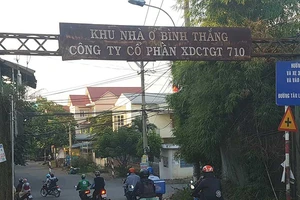 KHU NHÀ Ở BÌNH THẮNG
CÔNG TY CỔ PHẦN XDCTGT 710